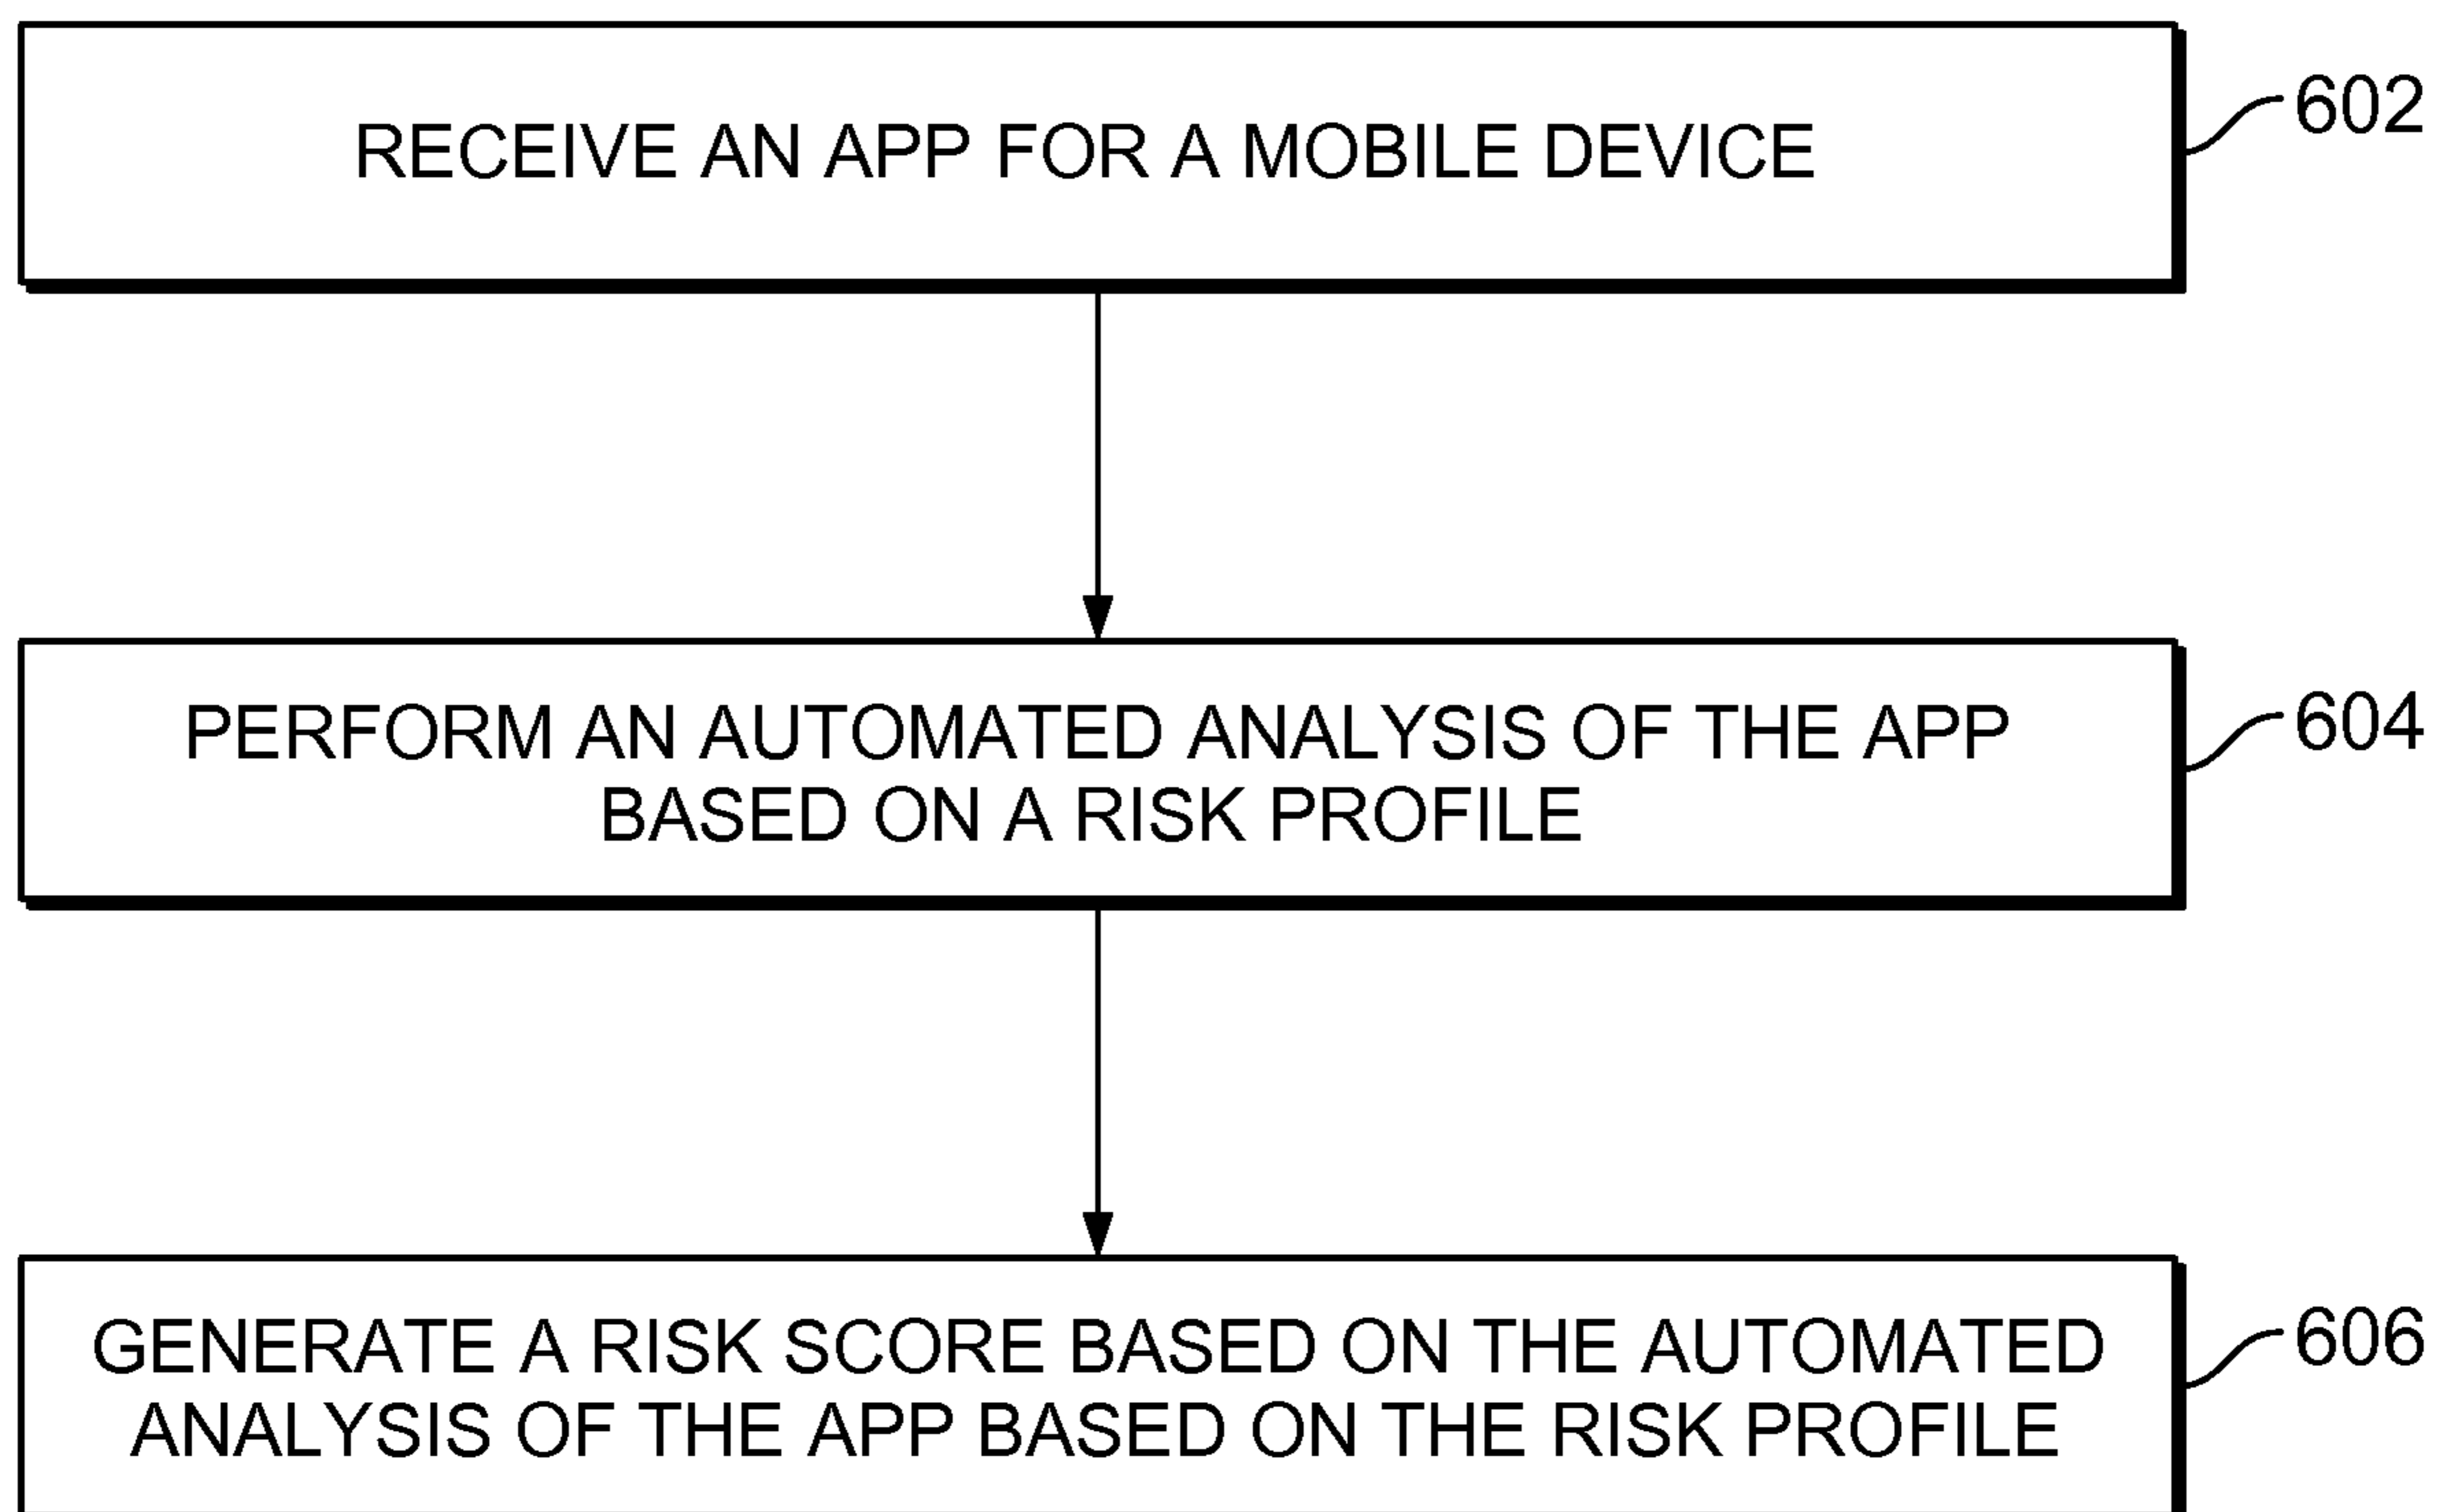 RECEIVE AN APP FOR A MOBILE DEVICE
602
PERFORM AN AUTOMATED ANALYSIS OF THE APP
BASED ON A RISK PROFILE
604
GENERATE A RISK SCORE BASED ON THE AUTOMATED
ANALYSIS OF THE APP BASED ON THE RISK PROFILE
606